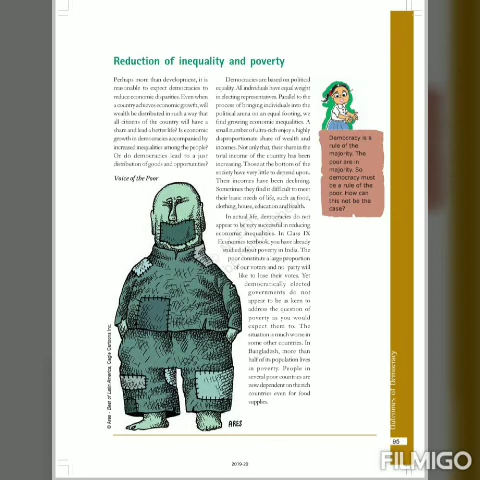 Reduction of inequality and poverty
Perhaps more than development, it is
reasonable to expect democracies to
reduce economic disparities. Even when
a country achieves economic growth, will
wealth be distributed in such a way that
all citizens of the country will have a
share and lead a better life? Is economic
growth in democracies accompanied by
increased inequalities among the people?
Or do democracies lead to a just
distribution of goods and opportunities?
Voice of the Poor
© Ares - Best of Latin America, Cagle Cartoons Inc.
ARES
Democracies are based on political
equality. All individuals have equal weight
in electing representatives. Parallel to the
process of bringing individuals into the
political arena on an equal footing, we
find growing economic inequalities. A
small number of ultra-rich enjoy a highly
disproportionate share of wealth and
incomes. Not only that, their share in the
total income of the country has been
increasing. Those at the bottom of the
society have very little to depend upon.
Their incomes have been declining.
Sometimes they find it difficult to meet
their basic needs of life, such as food,
clothing, house, education and health.
In actual life, democracies do not
appear to be very successful in reducing
economic inequalities. In Class IX
Economics textbook, you have already
studied about poverty in India. The
poor constitute a large proportion
of our voters and no party will
like to lose their votes. Yet
democratically elected
governments do not
appear to be as keen to
address the question of
poverty as you would
expect them to. The
situation is much worse in
some other countries. In
Bangladesh, more than
half of its population lives
in poverty. People in
several poor countries are
now dependent on the rich
countries even for food
supplies.
Democracy is a
rule of the
majority. The
poor are in
majority. So
democracy must
be a rule of the
poor. How can
this not be the
case?
Outcomes of Democracy
95
2019-20
FILMIGO